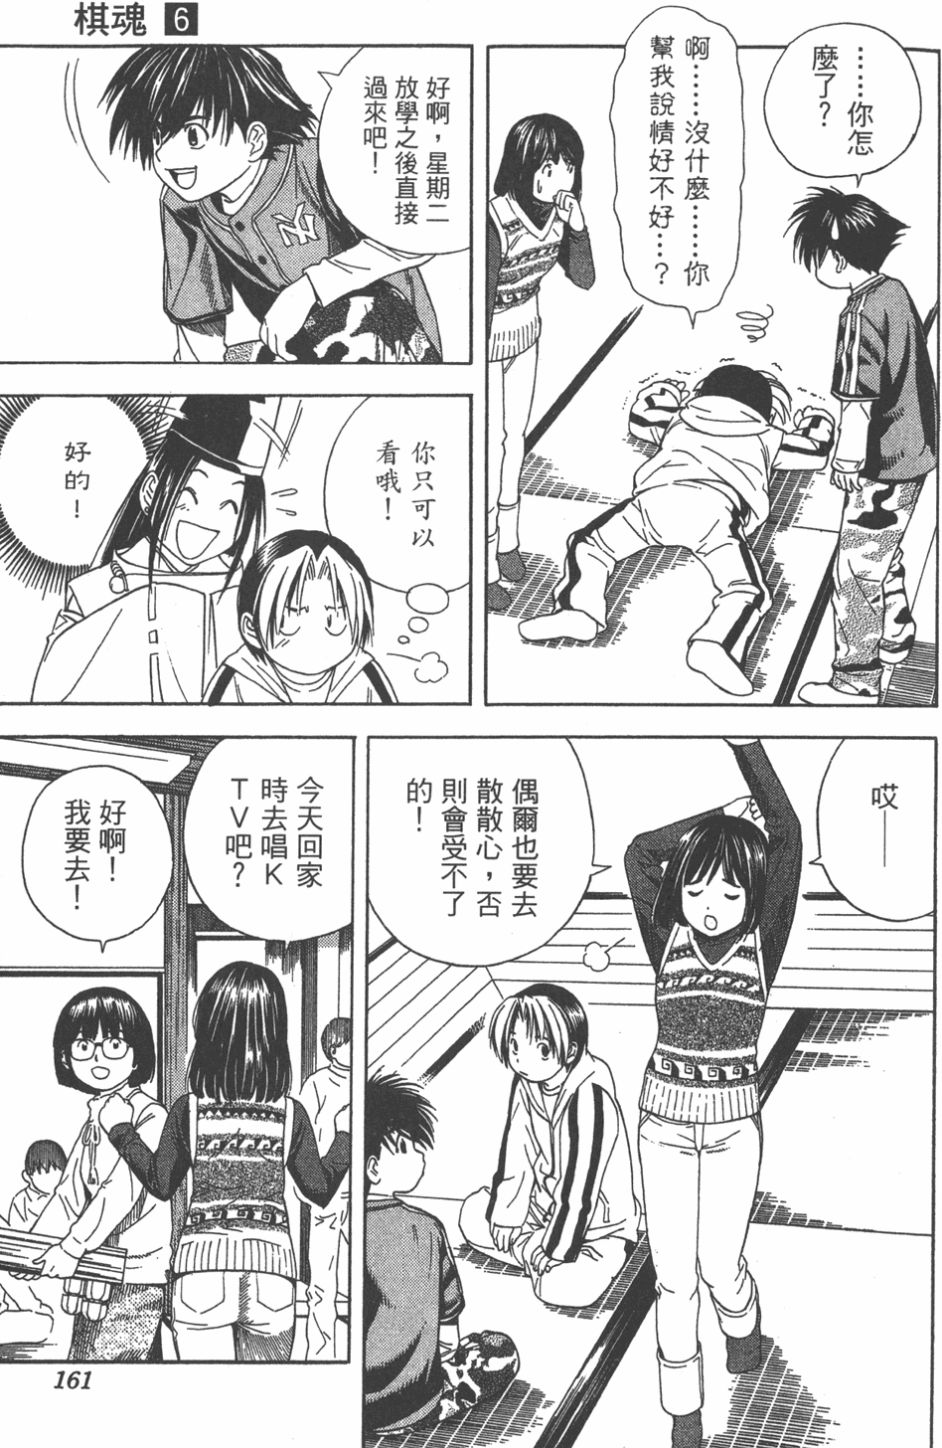 棋魂 6
……你怎
麼了？
啊……沒什麼……你
幫我說情好不好…？
好啊，星期二
放學之後直接
過來吧！
NY
你只可以
看哦！
好的！
哎——
偶爾也要去
散散心，否
則會受不了
的！
今天回家
時去唱K
TV吧？
好啊！
我要去！
161